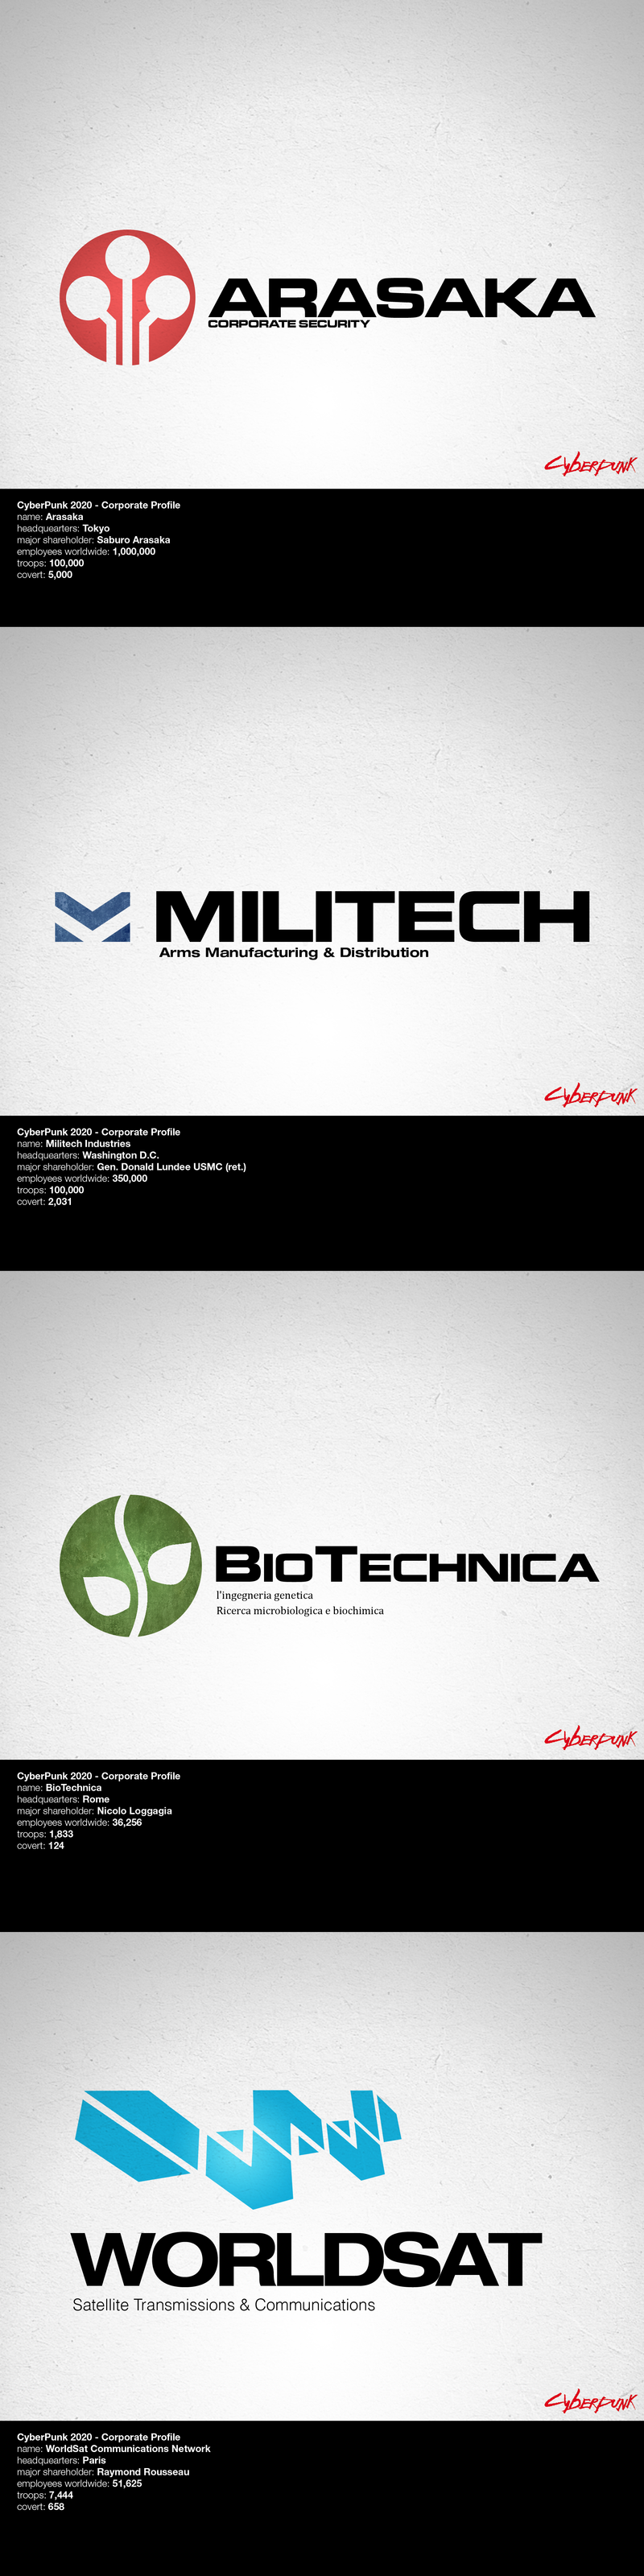 ARASAKA
CORPORATE SECURITY
Cyberpunk
CyberPunk 2020 - Corporate Profile
name: Arasaka
headquearters: Tokyo
major shareholder: Saburo Arasaka
employees worldwide: 1,000,000
troops: 100,000
covert: 5,000
MILITECH
Arms Manufacturing & Distribution
Cyberpunk
CyberPunk 2020 - Corporate Profile
name: Militech Industries
headquearters: Washington D.C.
major shareholder: Gen. Donald Lundee USMC (ret.)
employees worldwide: 350,000
troops: 100,000
covert: 2,031
BIOTECHNICA
l'ingegneria genetica
Ricerca microbiologica e biochimica
Cyberpunk
CyberPunk 2020 - Corporate Profile
name: BioTechnica
headquearters: Rome
major shareholder: Nicolo Loggagia
employees worldwide: 36,256
troops: 1,833
covert: 124
WORLDSAT
Satellite Transmissions & Communications
Cyberpunk
CyberPunk 2020 - Corporate Profile
name: WorldSat Communications Network
headquearters: Paris
major shareholder: Raymond Rousseau
employees worldwide: 51,625
troops: 7,444
covert: 658